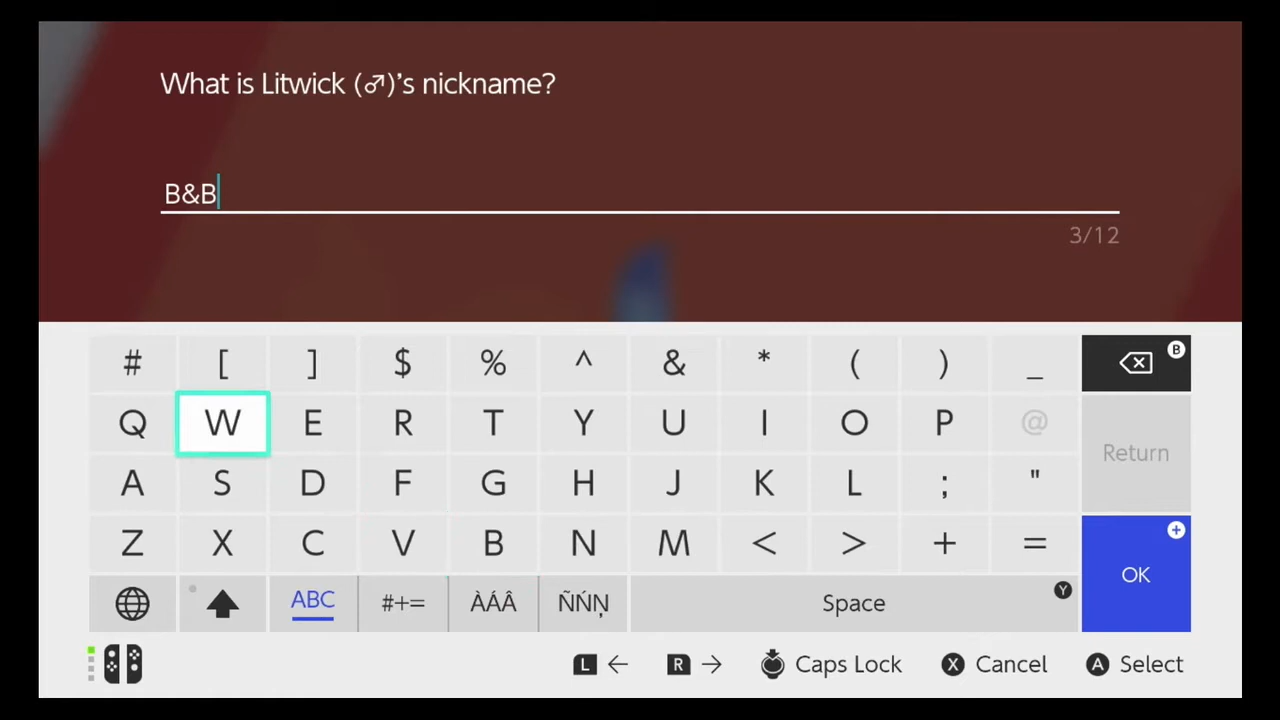 What is Litwick (♂)'s nickname?
B&B
3/12
# [ ] $ % ^ & * ( ) _ B
Q W E R T Y U I O P @ Return
A S D F G H J K L ; "
Z X C V B N M < > + = +
ABC #+= ÀÁÂ ÑŃŅ Space Y OK
L ← R → Caps Lock X Cancel A Select